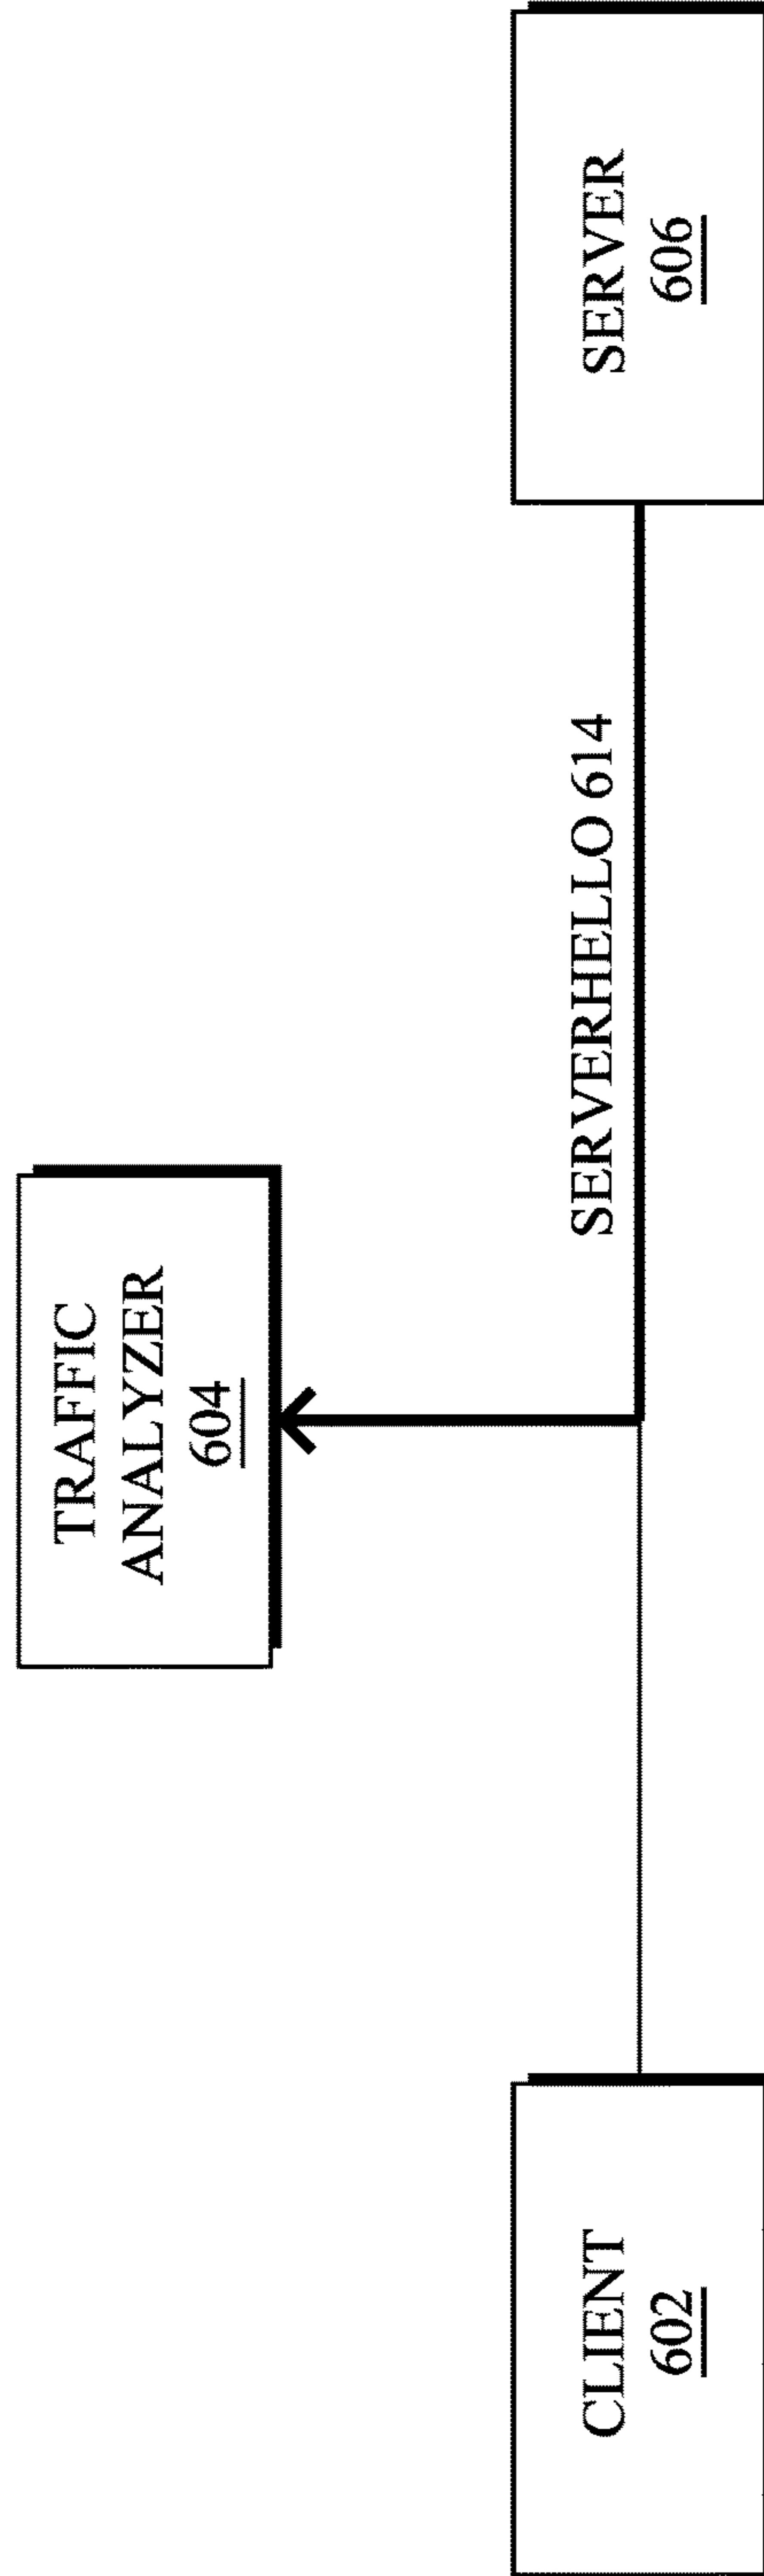 TRAFFIC
ANALYZER
604
CLIENT
602
SERVERHELLO 614
SERVER
606